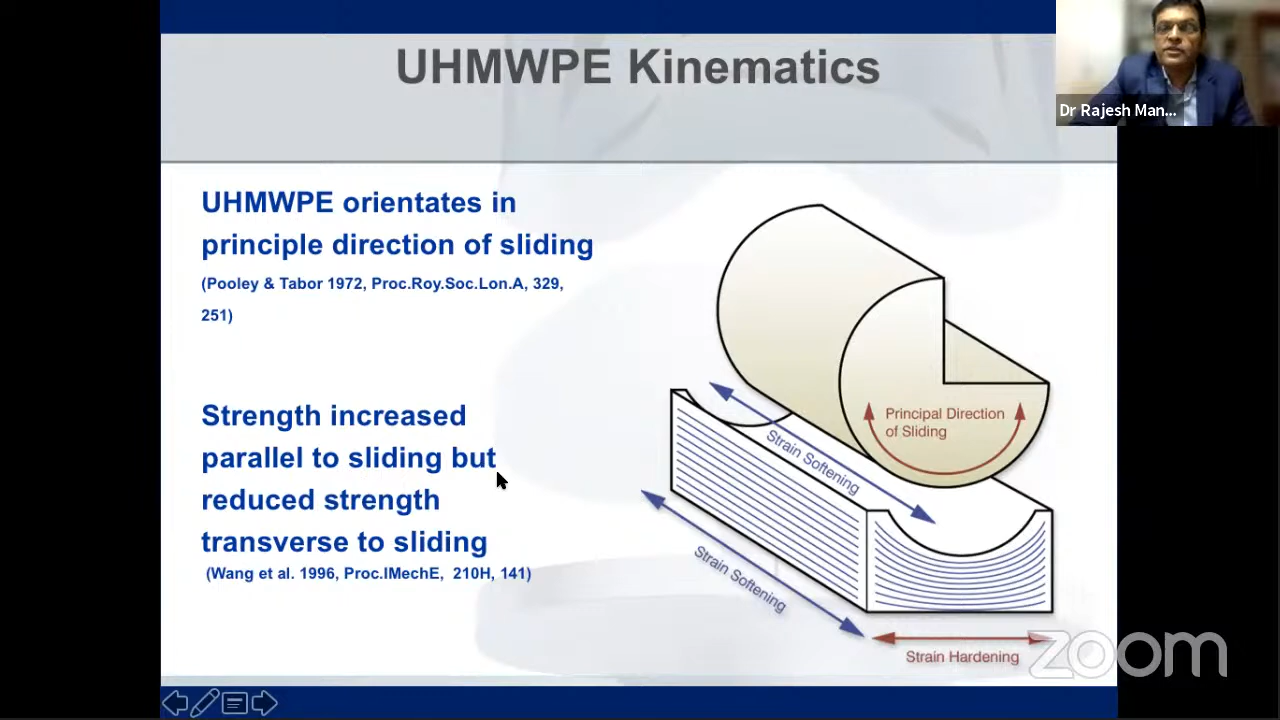 UHMWPE Kinematics
Dr Rajesh Man...
UHMWPE orientates in
principle direction of sliding
(Pooley & Tabor 1972, Proc.Roy.Soc.Lon.A, 329,
251)
Strength increased
parallel to sliding but
reduced strength
transverse to sliding
(Wang et al. 1996, Proc.IMechE, 210H, 141)
Principal Direction
of Sliding
Strain Softening
Strain Softening
Strain Hardening
zoom